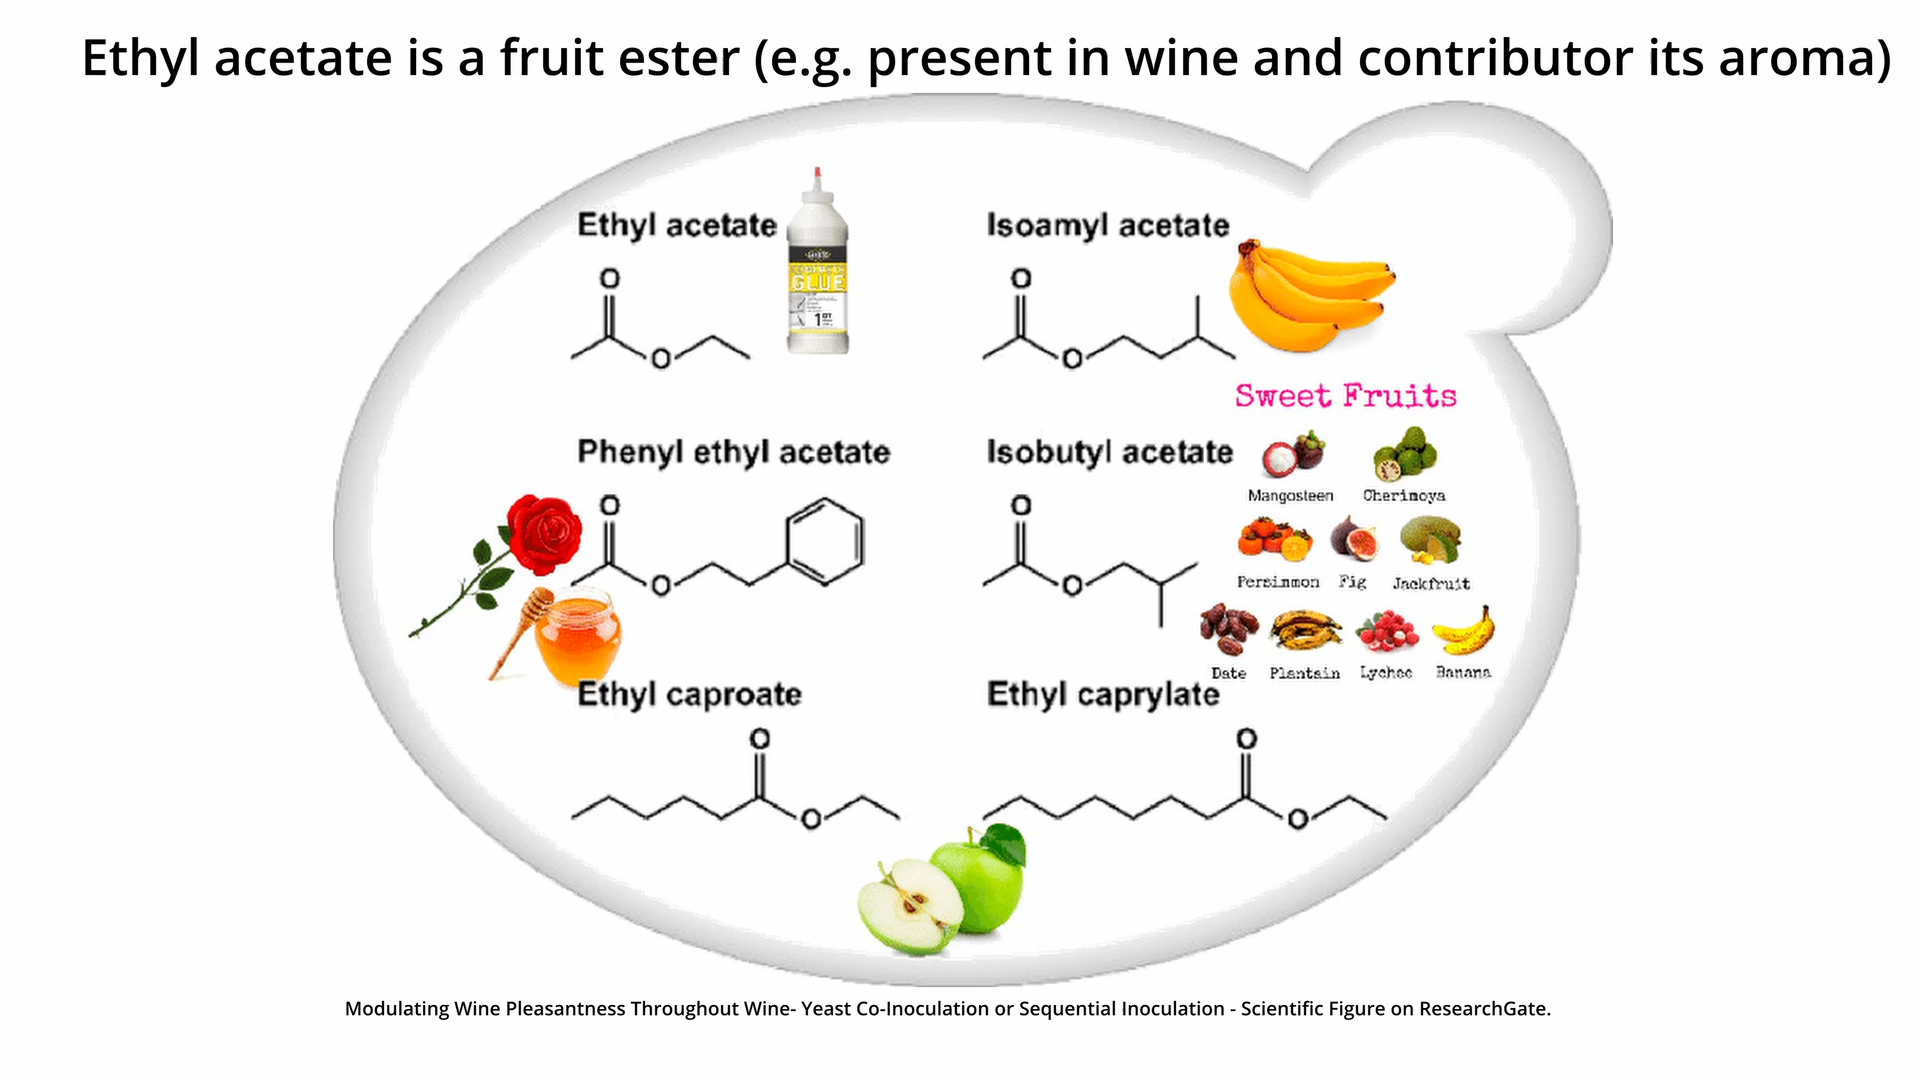 Ethyl acetate is a fruit ester (e.g. present in wine and contributor its aroma)
Ethyl acetate
GLUE
1 QT
O
O
Isoamyl acetate
O
O
Sweet Fruits
Phenyl ethyl acetate
O
O
Isobutyl acetate
O
O
Mangosteen Cherimoya
Persimmon Fig Jackfruit
Date Plantain Lychee Banana
Ethyl caproate
O
O
Ethyl caprylate
O
O
Modulating Wine Pleasantness Throughout Wine- Yeast Co-Inoculation or Sequential Inoculation - Scientific Figure on ResearchGate.